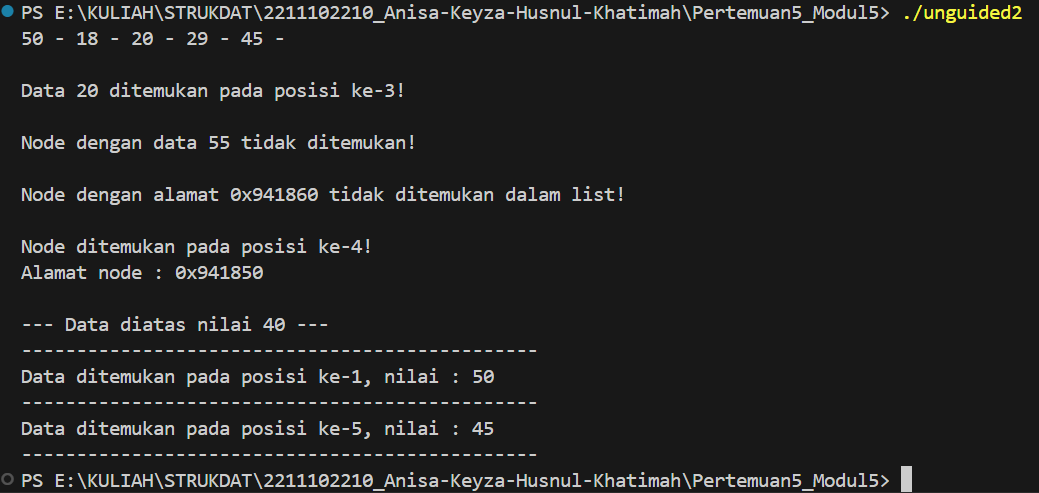 PS E:\KULIAH\STRUKDAT\2211102210_Anisa-Keyza-Husnul-Khatimah\Pertemuan5_Modul5> ./unguided2
50 - 18 - 20 - 29 - 45 -
Data 20 ditemukan pada posisi ke-3!
Node dengan data 55 tidak ditemukan!
Node dengan alamat 0x941860 tidak ditemukan dalam list!
Node ditemukan pada posisi ke-4!
Alamat node : 0x941850
--- Data diatas nilai 40 ---
-----------------------------------------------
Data ditemukan pada posisi ke-1, nilai : 50
-----------------------------------------------
Data ditemukan pada posisi ke-5, nilai : 45
-----------------------------------------------
PS E:\KULIAH\STRUKDAT\2211102210_Anisa-Keyza-Husnul-Khatimah\Pertemuan5_Modul5>